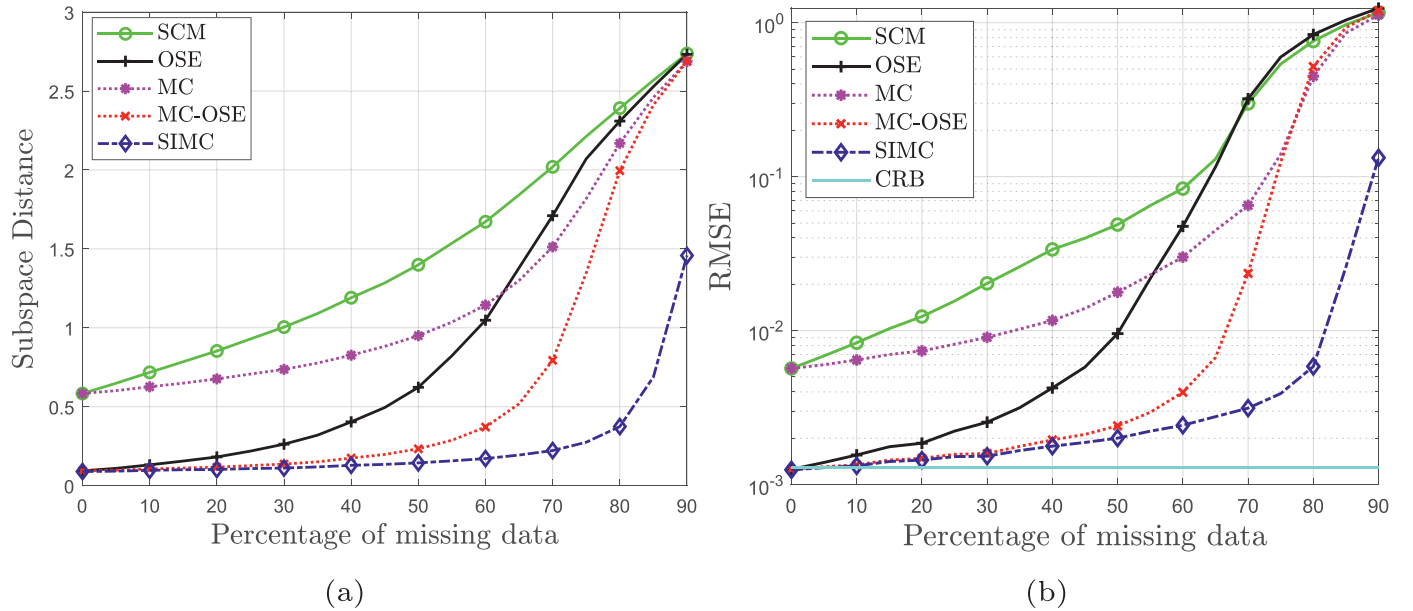 3
2.5
2
1.5
1
0.5
0
Subspace Distance
SCM
OSE
MC
MC-OSE
SIMC
0 10 20 30 40 50 60 70 80 90
Percentage of missing data
(a)
10^0
10^-1
10^-2
10^-3
RMSE
SCM
OSE
MC
MC-OSE
SIMC
CRB
0 10 20 30 40 50 60 70 80 90
Percentage of missing data
(b)